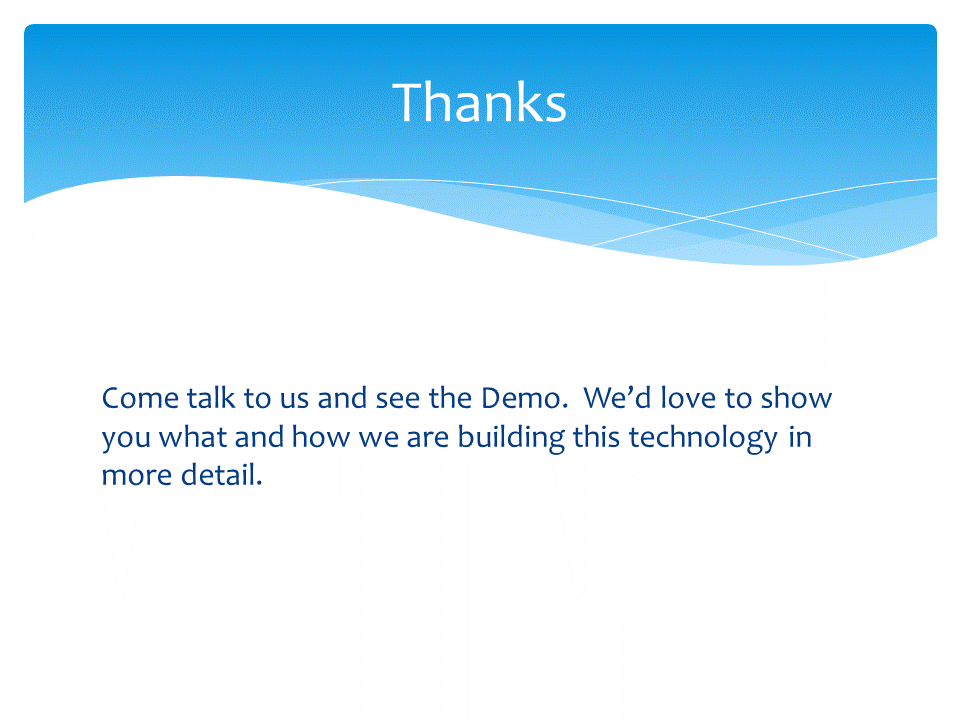 Thanks
Come talk to us and see the Demo.  We’d love to show
you what and how we are building this technology in
more detail.